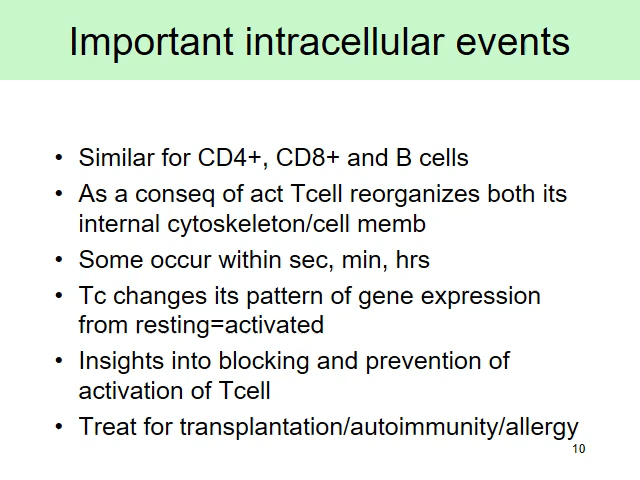 Important intracellular events
• Similar for CD4+, CD8+ and B cells
• As a conseq of act Tcell reorganizes both its
internal cytoskeleton/cell memb
• Some occur within sec, min, hrs
• Tc changes its pattern of gene expression
from resting=activated
• Insights into blocking and prevention of
activation of Tcell
• Treat for transplantation/autoimmunity/allergy
10